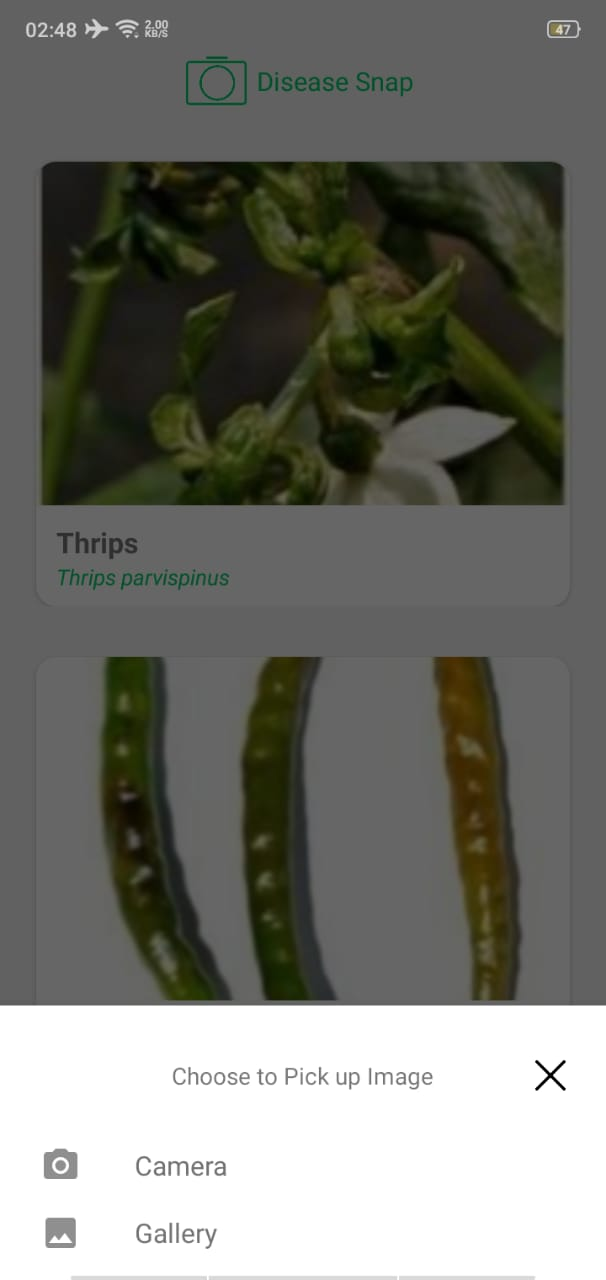 02:48
2.00
KB/S
47
Disease Snap
Thrips
Thrips parvispinus
Choose to Pick up Image
Camera
Gallery